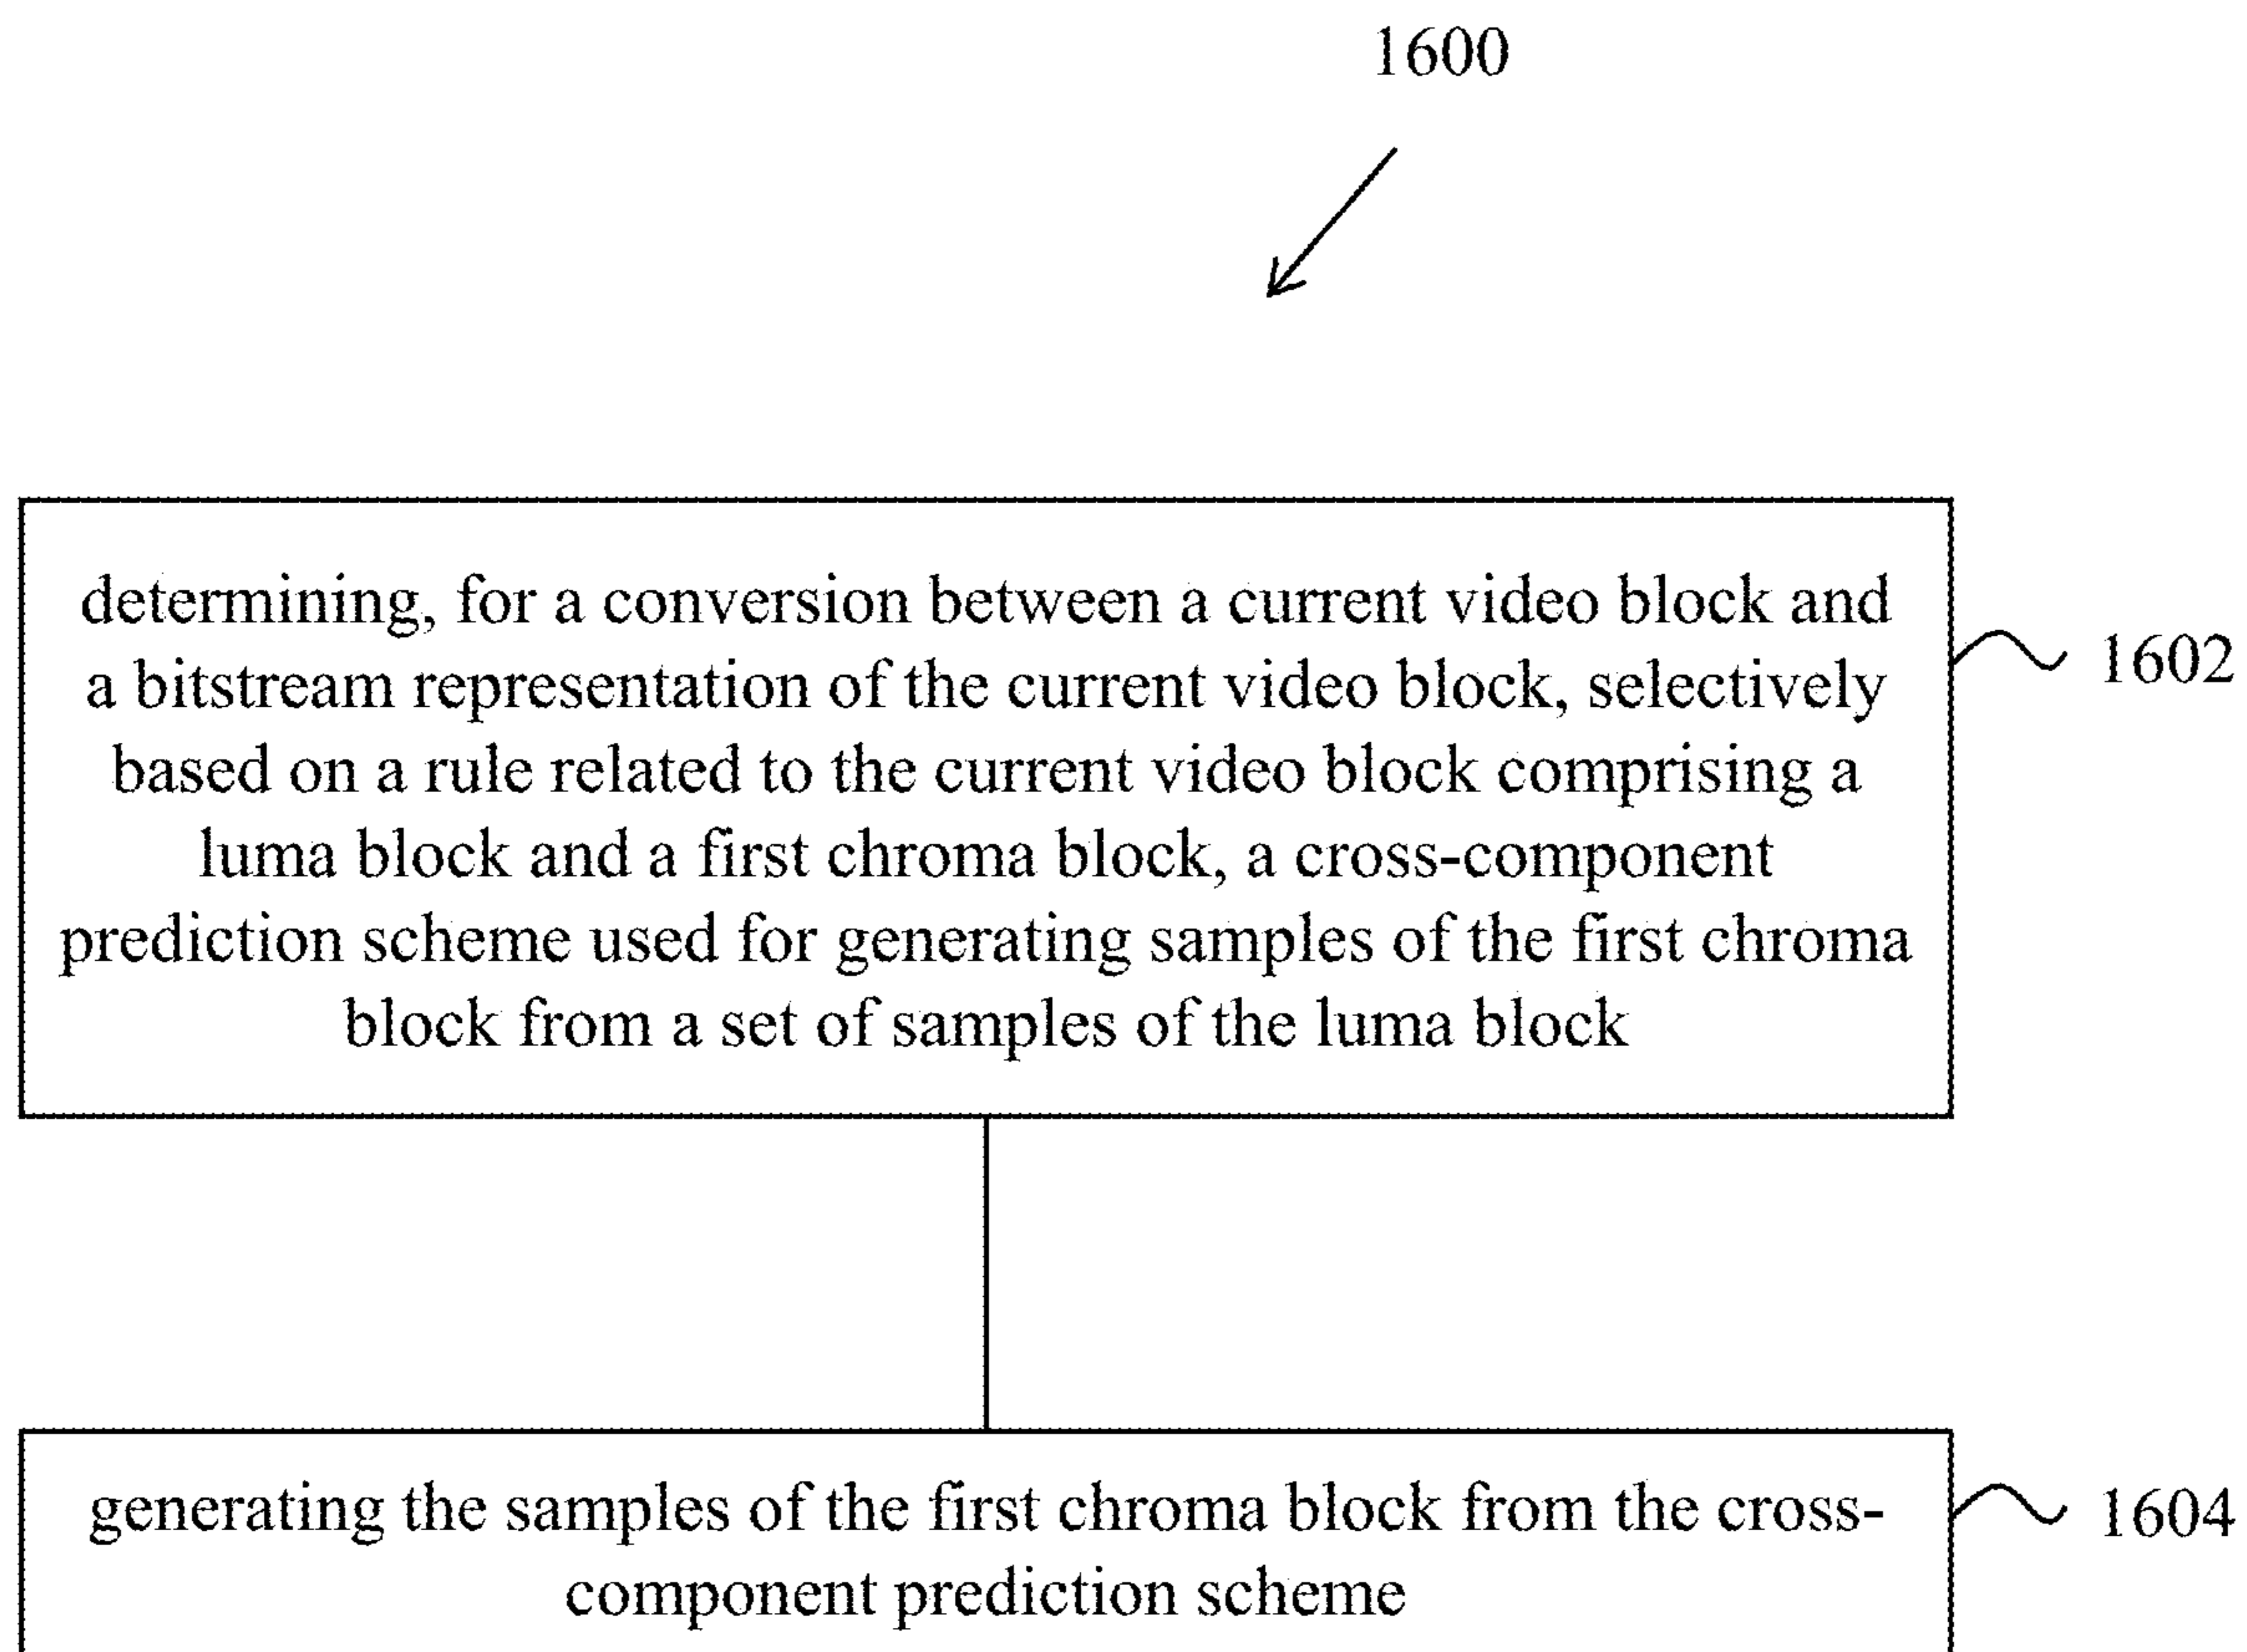 1600
determining, for a conversion between a current video block and
a bitstream representation of the current video block, selectively
based on a rule related to the current video block comprising a
luma block and a first chroma block, a cross-component
prediction scheme used for generating samples of the first chroma
block from a set of samples of the luma block
1602
generating the samples of the first chroma block from the cross-
component prediction scheme
1604